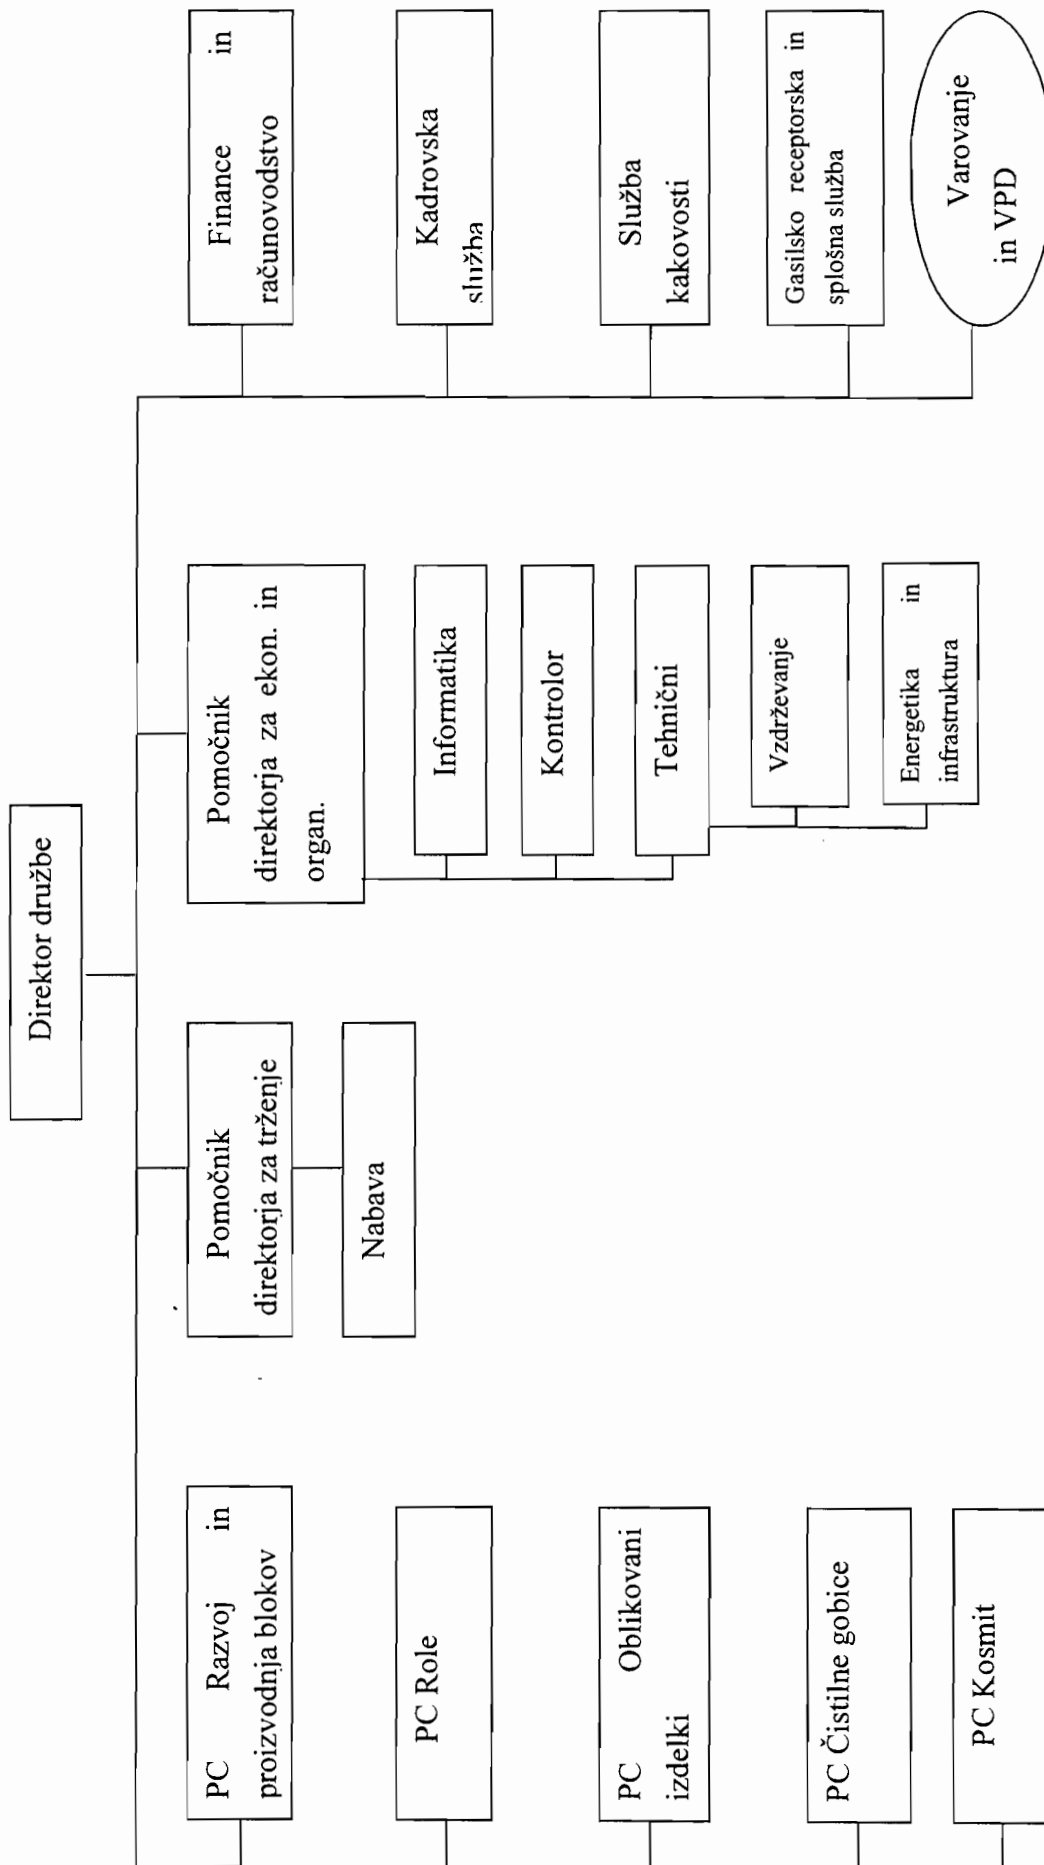 Direktor družbe
PC Razvoj in
proizvodnja blokov
PC Role
PC Oblikovani
izdelki
PC Čistilne gobice
PC Kosmit
Pomočnik
direktorja za trženje
Nabava
Pomočnik
direktorja za ekon. in
organ.
Informatika
Kontrolor
Tehnični
Vzdrževanje
Energetika in
infrastruktura
Finance in
računovodstvo
Kadrovska
služba
Služba
kakovosti
Gasilsko receptorska in
splošna služba
Varovanje
in VPD